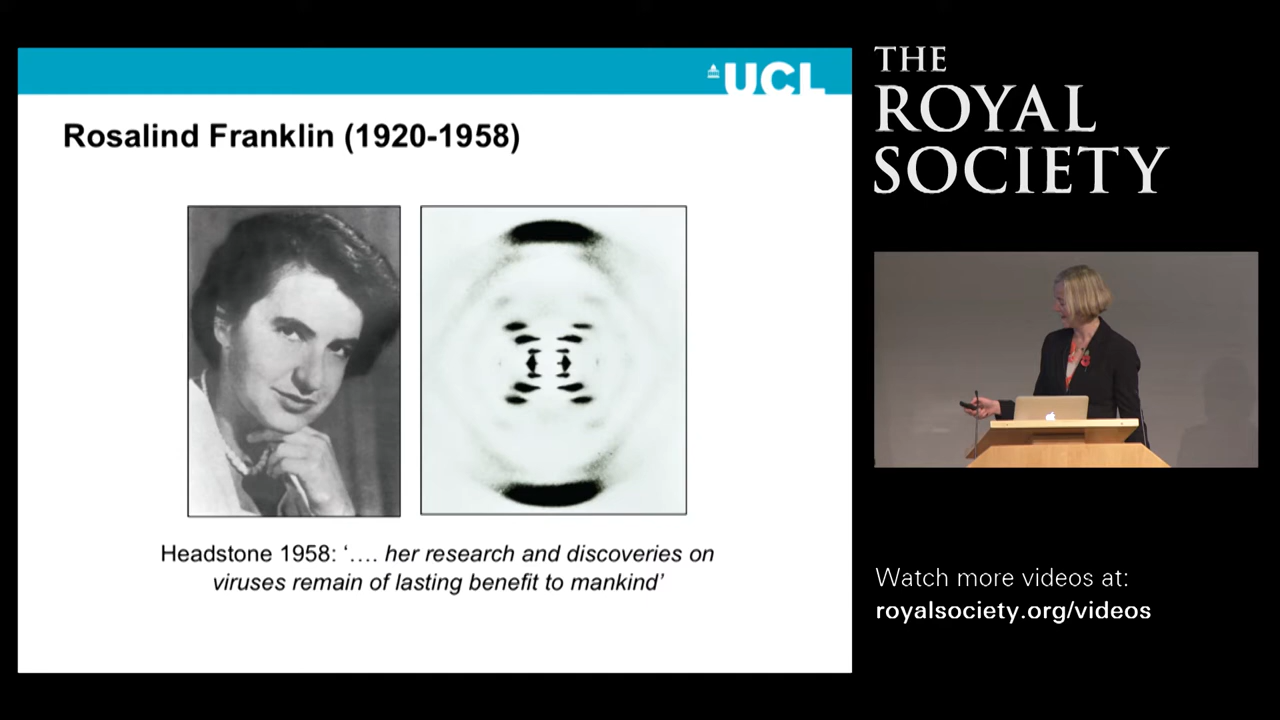 UCL
Rosalind Franklin (1920-1958)
Headstone 1958: ‘…. her research and discoveries on
viruses remain of lasting benefit to mankind’
THE
ROYAL
SOCIETY
Watch more videos at:
royalsociety.org/videos